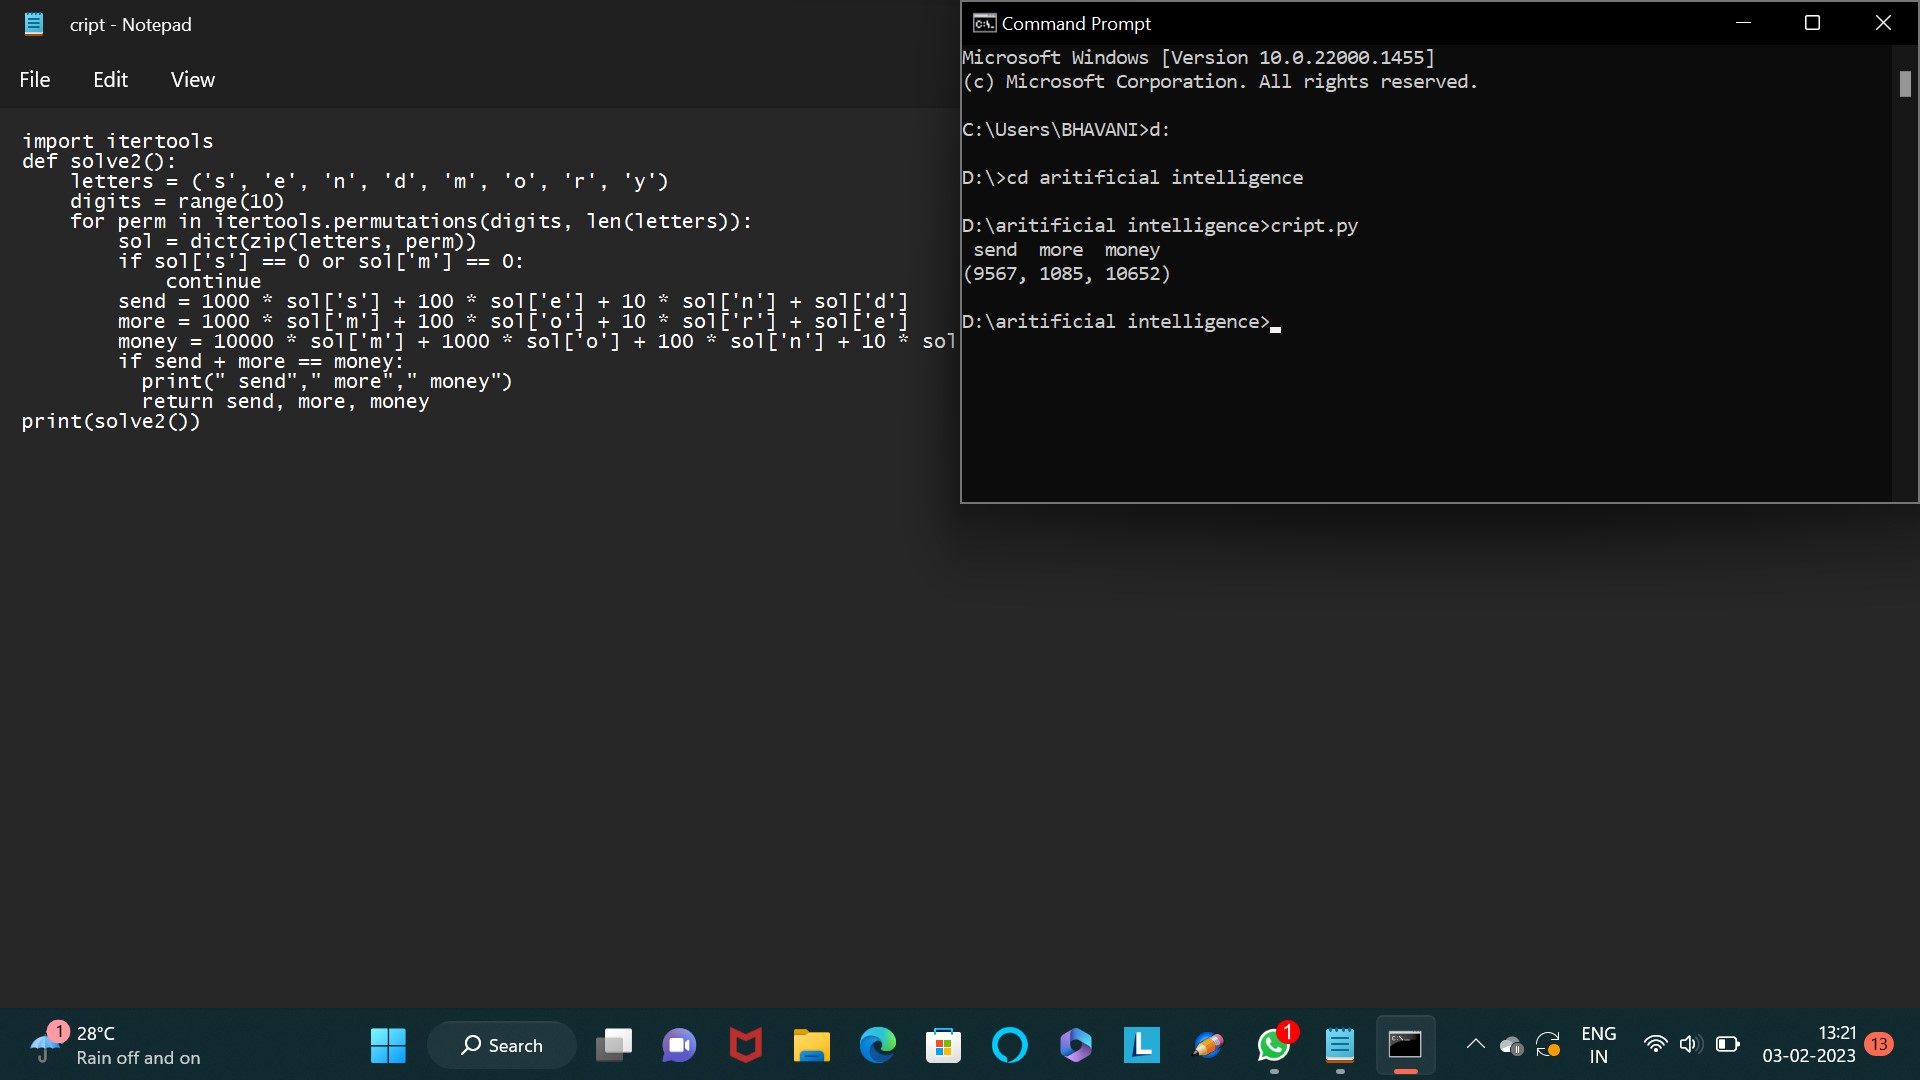 cript - Notepad
File Edit View
import itertools
def solve2():
    letters = ('s', 'e', 'n', 'd', 'm', 'o', 'r', 'y')
    digits = range(10)
    for perm in itertools.permutations(digits, len(letters)):
        sol = dict(zip(letters, perm))
        if sol['s'] == 0 or sol['m'] == 0:
            continue
        send = 1000 * sol['s'] + 100 * sol['e'] + 10 * sol['n'] + sol['d']
        more = 1000 * sol['m'] + 100 * sol['o'] + 10 * sol['r'] + sol['e']
        money = 10000 * sol['m'] + 1000 * sol['o'] + 100 * sol['n'] + 10 * sol
        if send + more == money:
          print(" send"," more"," money")
          return send, more, money
print(solve2())
Command Prompt
Microsoft Windows [Version 10.0.22000.1455]
(c) Microsoft Corporation. All rights reserved.
C:\Users\BHAVANI>d:
D:\>cd aritificial intelligence
D:\aritificial intelligence>cript.py
 send  more  money
(9567, 1085, 10652)
D:\aritificial intelligence>
1
28°C
Rain off and on
Search
L
1
ENG
IN
13:21
03-02-2023
13